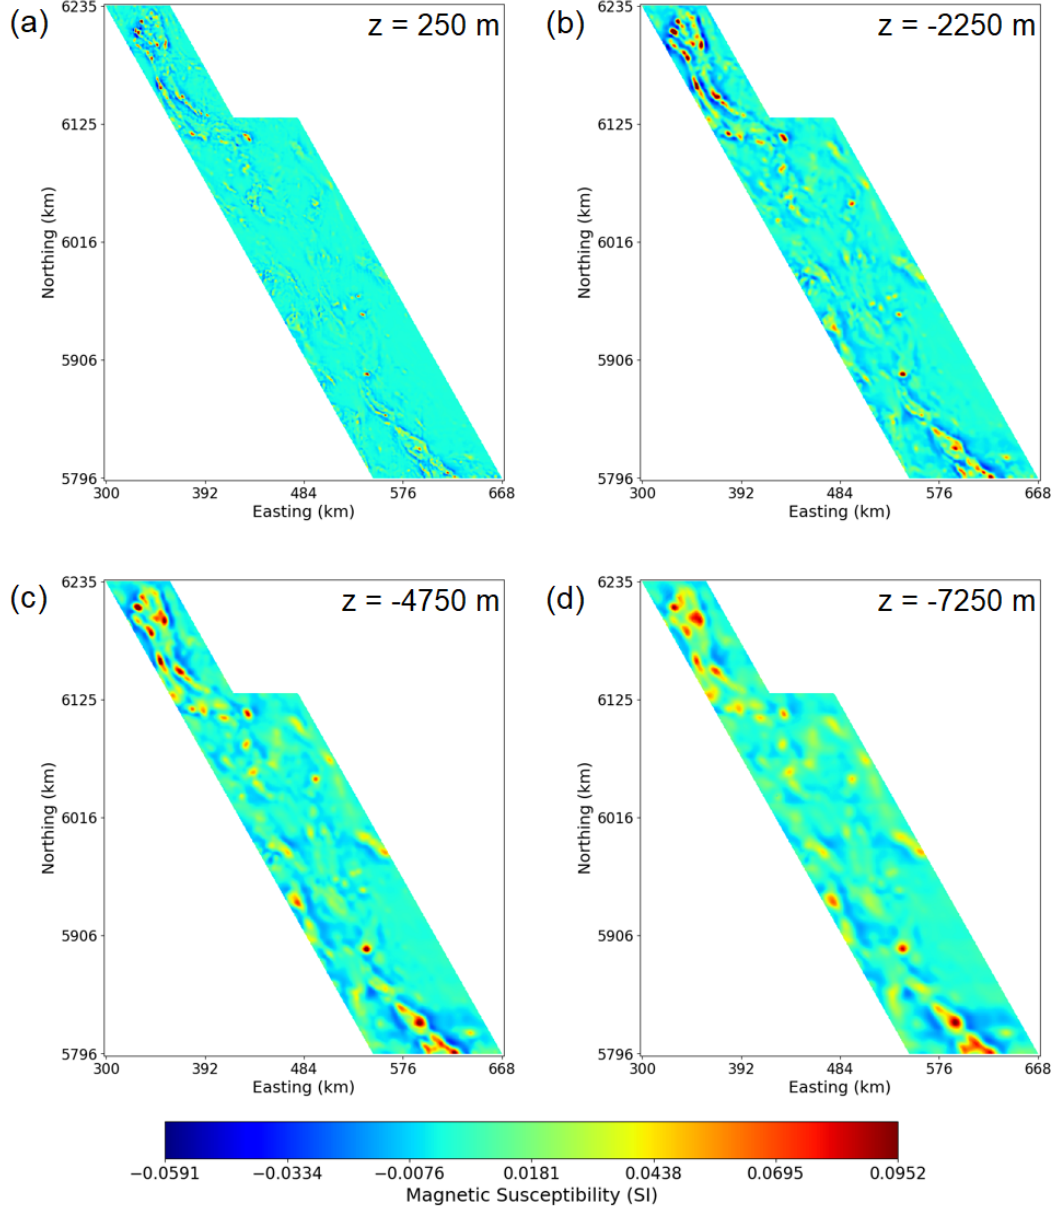 (a)
z = 250 m
6235
6125
6016
5906
5796
Northing (km)
300 392 484 576 668
Easting (km)
(b)
z = -2250 m
6235
6125
6016
5906
5796
Northing (km)
300 392 484 576 668
Easting (km)
(c)
z = -4750 m
6235
6125
6016
5906
5796
Northing (km)
300 392 484 576 668
Easting (km)
(d)
z = -7250 m
6235
6125
6016
5906
5796
Northing (km)
300 392 484 576 668
Easting (km)
−0.0591 −0.0334 −0.0076 0.0181 0.0438 0.0695 0.0952
Magnetic Susceptibility (SI)